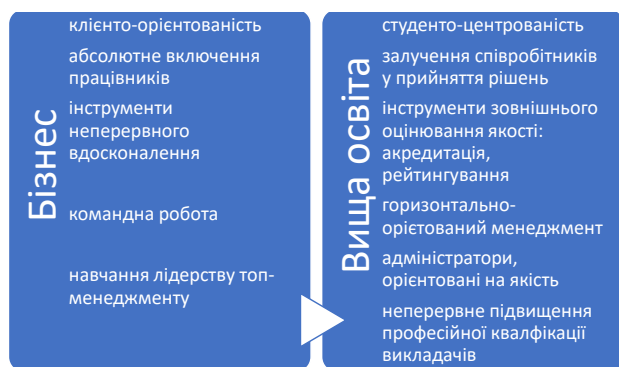 Бізнес
клієнто-орієнтованість
абсолютне включення
працівників
інструменти
неперервного
вдосконалення
командна робота
навчання лідерству топ-
менеджменту
Вища освіта
студенто-центрованість
залучення співробітників
у прийняття рішень
інструменти зовнішнього
оцінювання якості:
акредитація,
рейтингування
горизонтально-
орієтований менеджмент
адміністратори,
орієнтовані на якість
неперервне підвищення
професійної квалфікації
викладачів